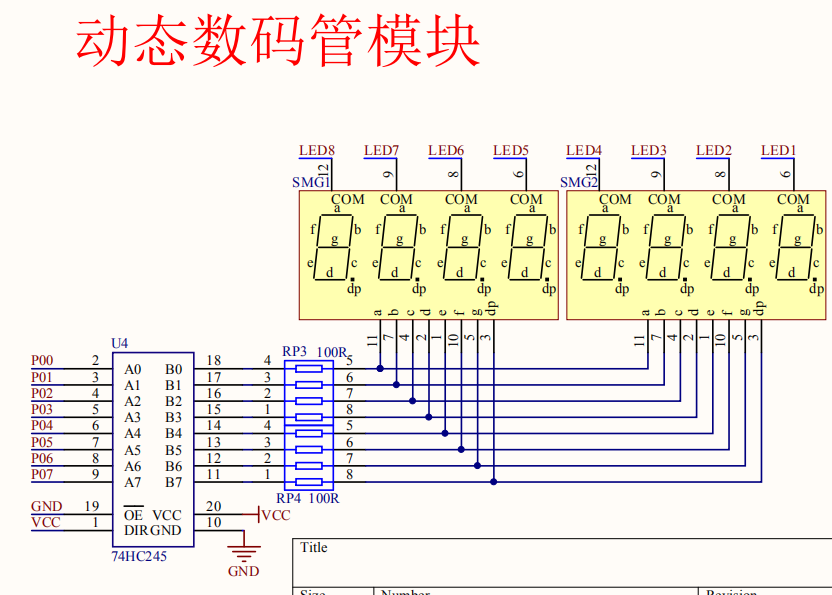 动态数码管模块
LED8 LED7 LED6 LED5 LED4 LED3 LED2 LED1
12 9 8 6 12 9 8 6
SMG1 SMG2
COM COM COM COM COM COM COM COM
a a a a a a a a
f b f b f b f b f b f b f b f b
g g g g g g g g
e c e c e c e c e c e c e c e c
d d d d d d d d
dp dp dp dp dp dp dp dp
a b c d e f g dp a b c d e f g dp
11 7 4 2 1 10 5 3 11 7 4 2 1 10 5 3
U4
RP3 100R
P00 2 A0 B0 18 4 5
P01 3 A1 B1 17 3 6
P02 4 A2 B2 16 2 7
P03 5 A3 B3 15 1 8
P04 6 A4 B4 14 4 5
P05 7 A5 B5 13 3 6
P06 8 A6 B6 12 2 7
P07 9 A7 B7 11 1 8
RP4 100R
GND 19 OE VCC 20 VCC
VCC 1 DIR GND 10
74HC245
GND
Title
Size Number Revision